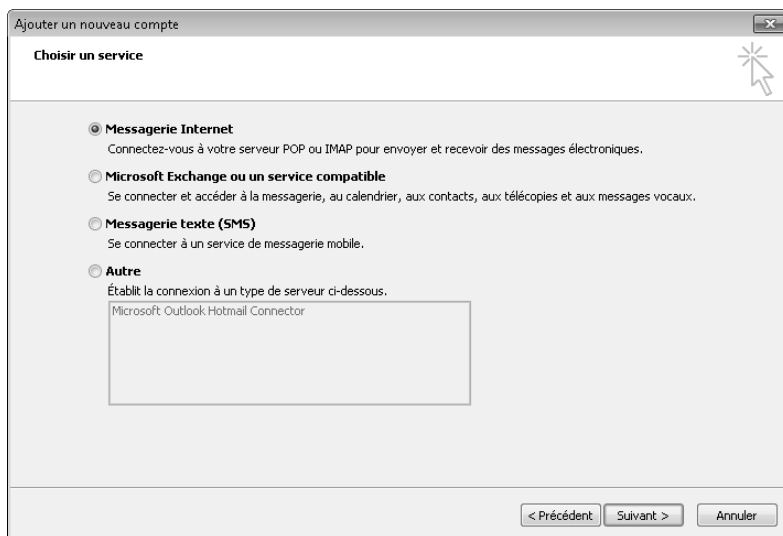 Ajouter un nouveau compte
Choisir un service
Messagerie Internet
Connectez-vous à votre serveur POP ou IMAP pour envoyer et recevoir des messages électroniques.
Microsoft Exchange ou un service compatible
Se connecter et accéder à la messagerie, au calendrier, aux contacts, aux télécopies et aux messages vocaux.
Messagerie texte (SMS)
Se connecter à un service de messagerie mobile.
Autre
Établit la connexion à un type de serveur ci-dessous.
Microsoft Outlook Hotmail Connector
< Précédent Suivant > Annuler